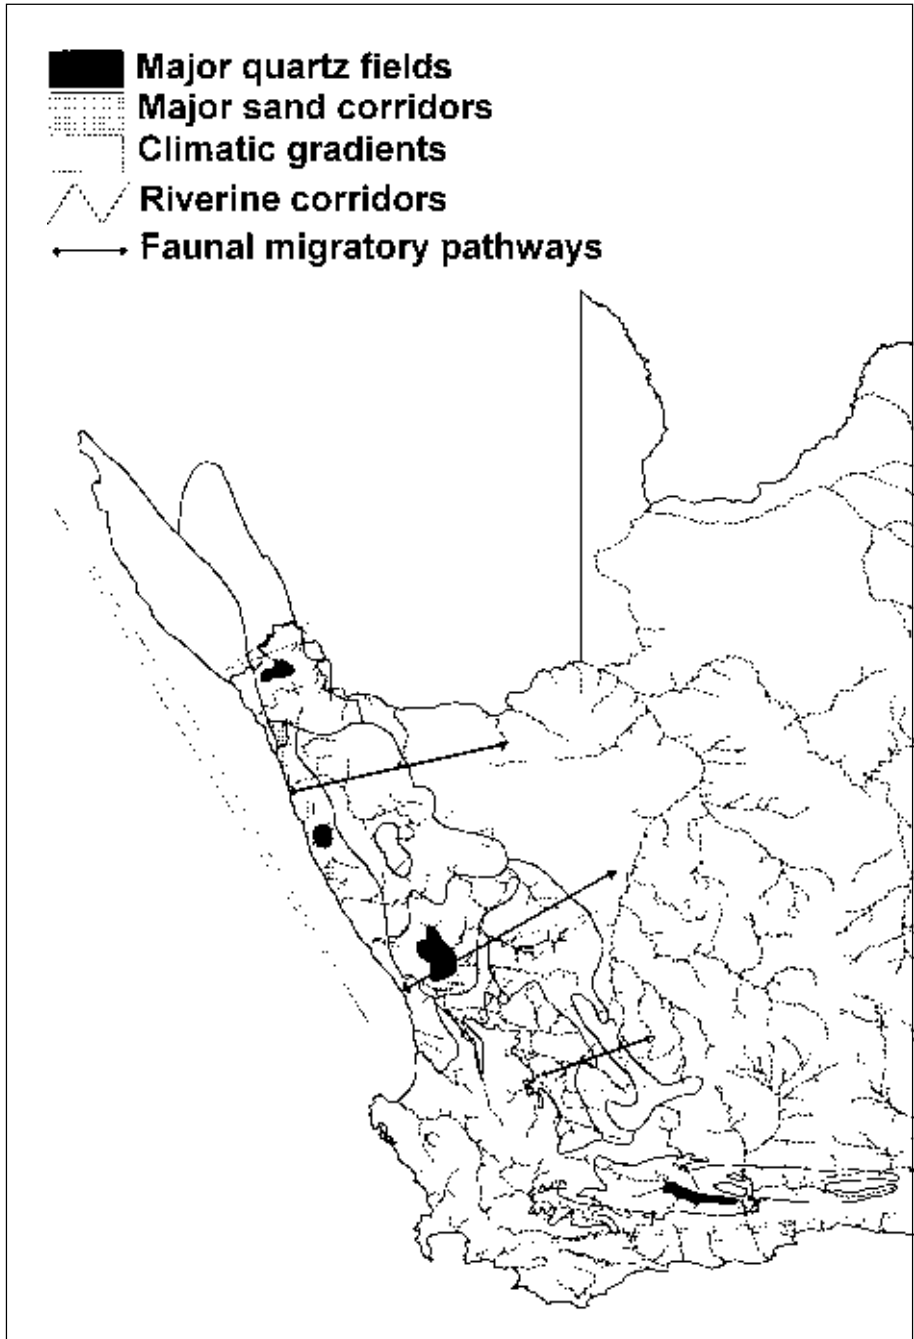 Major quartz fields
Major sand corridors
Climatic gradients
Riverine corridors
Faunal migratory pathways